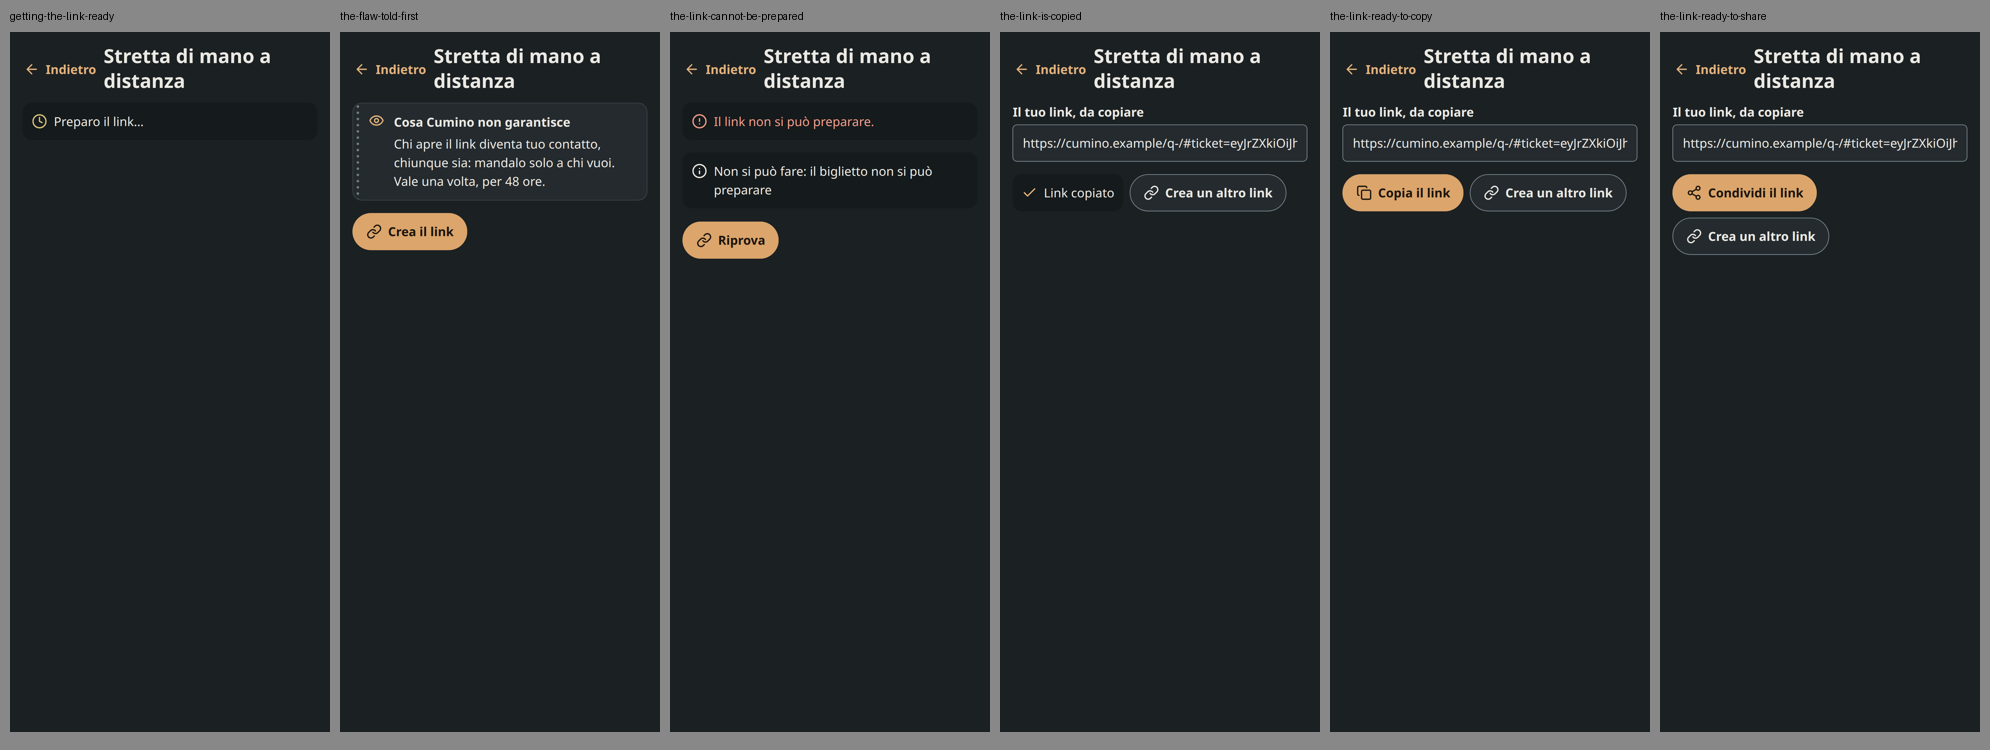 getting-the-link-ready
Indietro
Stretta di mano a
distanza
Preparo il link...
the-flaw-told-first
Indietro
Stretta di mano a
distanza
Cosa Cumino non garantisce
Chi apre il link diventa tuo contatto,
chiunque sia: mandalo solo a chi vuoi.
Vale una volta, per 48 ore.
Crea il link
the-link-cannot-be-prepared
Indietro
Stretta di mano a
distanza
Il link non si può preparare.
Non si può fare: il biglietto non si può
preparare
Riprova
the-link-is-copied
Indietro
Stretta di mano a
distanza
Il tuo link, da copiare
https://cumino.example/q-/#ticket=eyJrZXkiOiJh
Link copiato
Crea un altro link
the-link-ready-to-copy
Indietro
Stretta di mano a
distanza
Il tuo link, da copiare
https://cumino.example/q-/#ticket=eyJrZXkiOiJh
Copia il link
Crea un altro link
the-link-ready-to-share
Indietro
Stretta di mano a
distanza
Il tuo link, da copiare
https://cumino.example/q-/#ticket=eyJrZXkiOiJh
Condividi il link
Crea un altro link